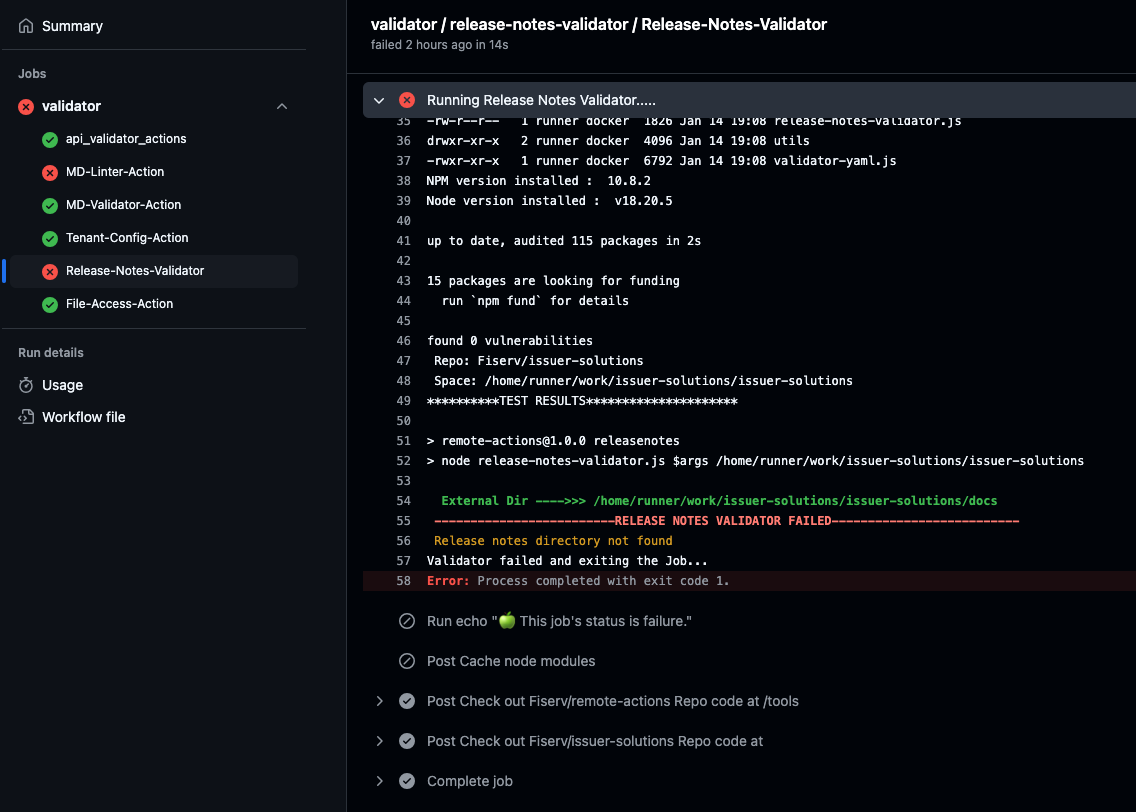 Summary
Jobs
validator
api_validator_actions
MD-Linter-Action
MD-Validator-Action
Tenant-Config-Action
Release-Notes-Validator
File-Access-Action
Run details
Usage
Workflow file
validator / release-notes-validator / Release-Notes-Validator
failed 2 hours ago in 14s
Running Release Notes Validator.....
35 -rw-r--r-- 1 runner docker 1826 Jan 14 19:08 release-notes-validator.js
36 drwxr-xr-x 2 runner docker 4096 Jan 14 19:08 utils
37 -rwxr-xr-x 1 runner docker 6792 Jan 14 19:08 validator-yaml.js
38 NPM version installed : 10.8.2
39 Node version installed : v18.20.5
40
41 up to date, audited 115 packages in 2s
42
43 15 packages are looking for funding
44 run `npm fund` for details
45
46 found 0 vulnerabilities
47 Repo: Fiserv/issuer-solutions
48 Space: /home/runner/work/issuer-solutions/issuer-solutions
49 **********TEST RESULTS*********************
50
51 > remote-actions@1.0.0 releasenotes
52 > node release-notes-validator.js $args /home/runner/work/issuer-solutions/issuer-solutions
53
54 External Dir ---->>> /home/runner/work/issuer-solutions/issuer-solutions/docs
55 -------------------------RELEASE NOTES VALIDATOR FAILED--------------------------
56 Release notes directory not found
57 Validator failed and exiting the Job...
58 Error: Process completed with exit code 1.
Run echo "🍏 This job's status is failure."
Post Cache node modules
Post Check out Fiserv/remote-actions Repo code at /tools
Post Check out Fiserv/issuer-solutions Repo code at
Complete job